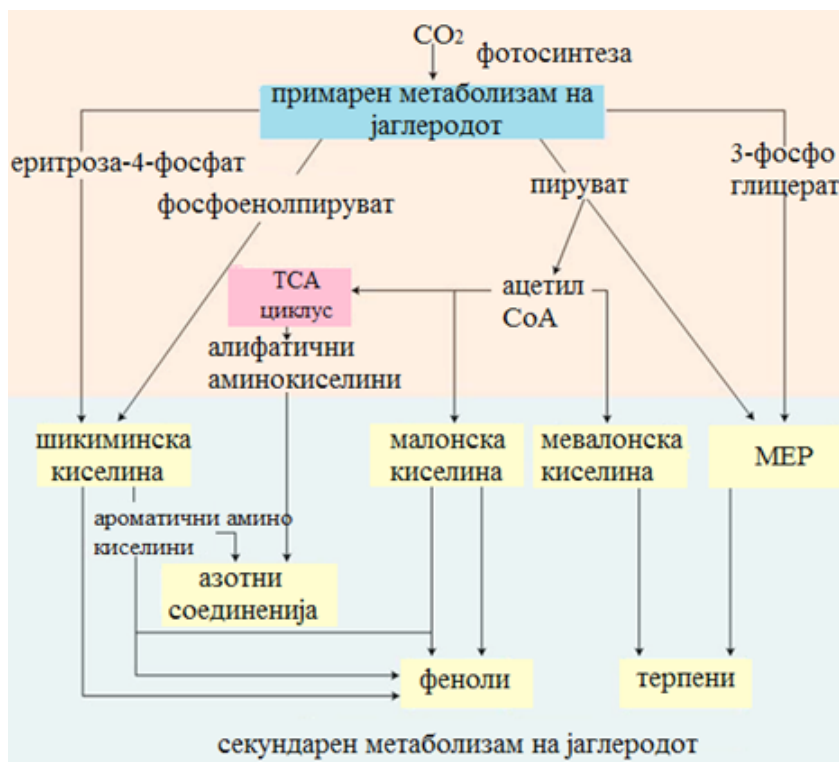 CO2
фотосинтеза
примарен метаболизам на
јаглеродот
еритроза-4-фосфат
фосфоенолпируват
пируват
3-фосфо
глицерат
TCA
циклус
ацетил
CoA
алифатични
аминокиселини
шикиминска
киселина
малонска
киселина
мевалонска
киселина
MEP
ароматични амино
киселини
азотни
соединенија
феноли
терпени
секундарен метаболизам на јаглеродот